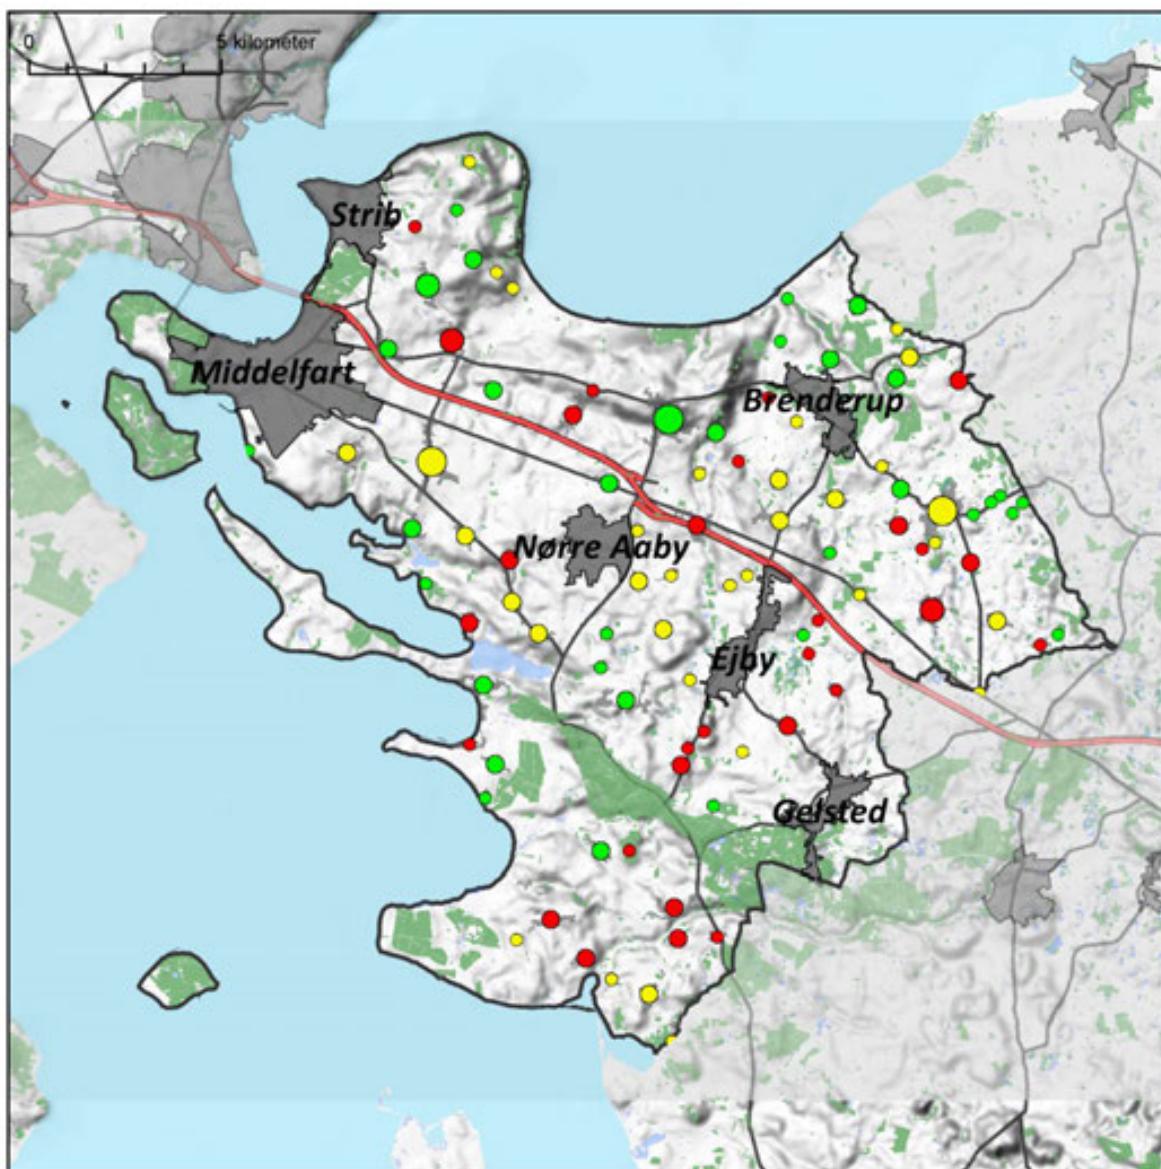 0 5 kilometer
Strib
Middelfart
Brenderup
Nørre Aaby
Ejby
Gelsted